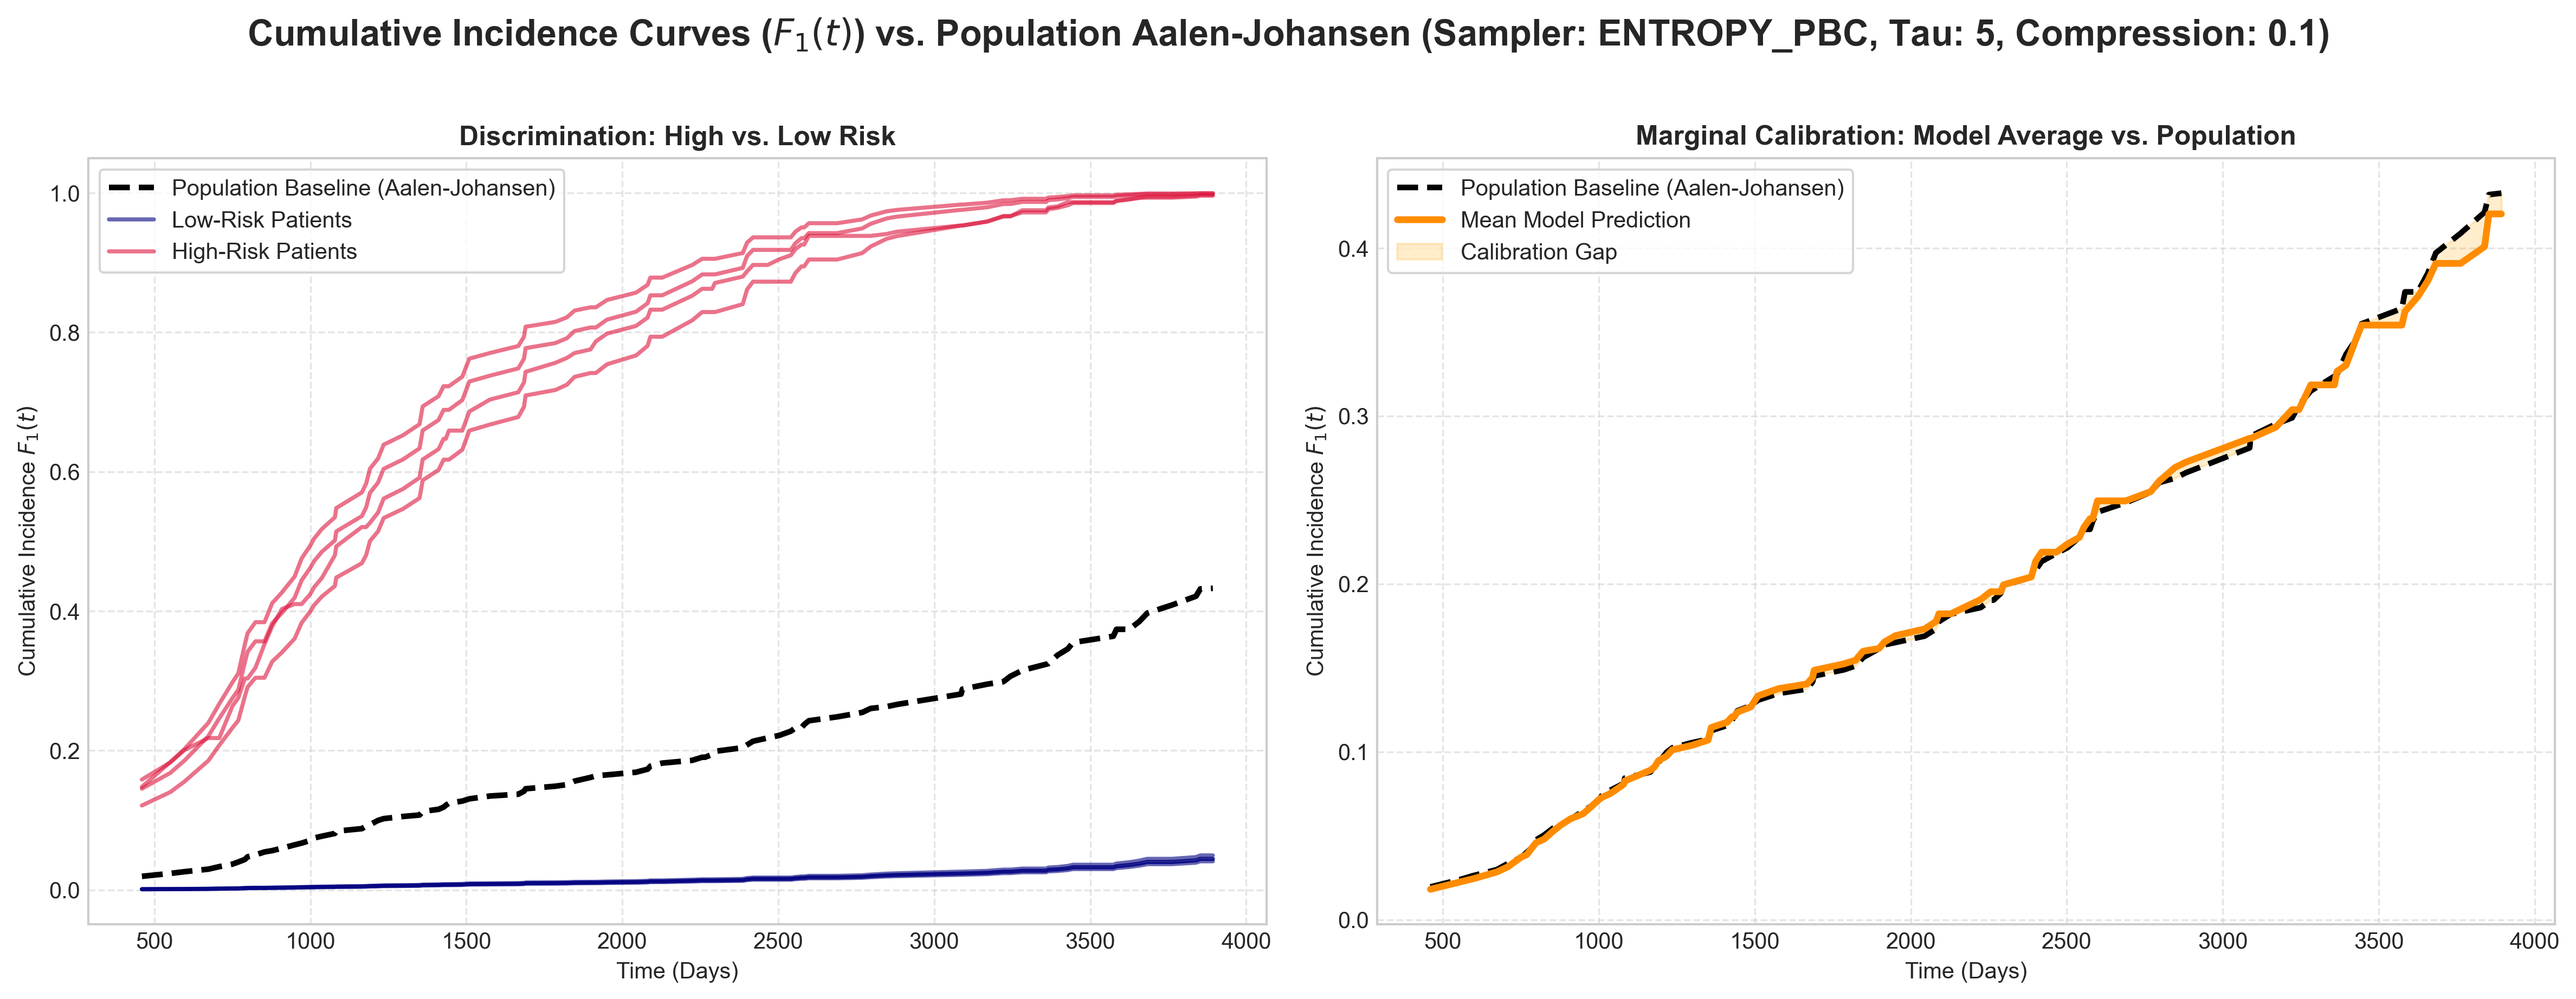 Cumulative Incidence Curves (F₁(t)) vs. Population Aalen-Johansen (Sampler: ENTROPY_PBC, Tau: 5, Compression: 0.1)
Discrimination: High vs. Low Risk
Population Baseline (Aalen-Johansen)
Low-Risk Patients
High-Risk Patients
Cumulative Incidence F₁(t)
1.0
0.8
0.6
0.4
0.2
0.0
500 1000 1500 2000 2500 3000 3500 4000
Time (Days)
Marginal Calibration: Model Average vs. Population
Population Baseline (Aalen-Johansen)
Mean Model Prediction
Calibration Gap
Cumulative Incidence F₁(t)
0.4
0.3
0.2
0.1
0.0
500 1000 1500 2000 2500 3000 3500 4000
Time (Days)